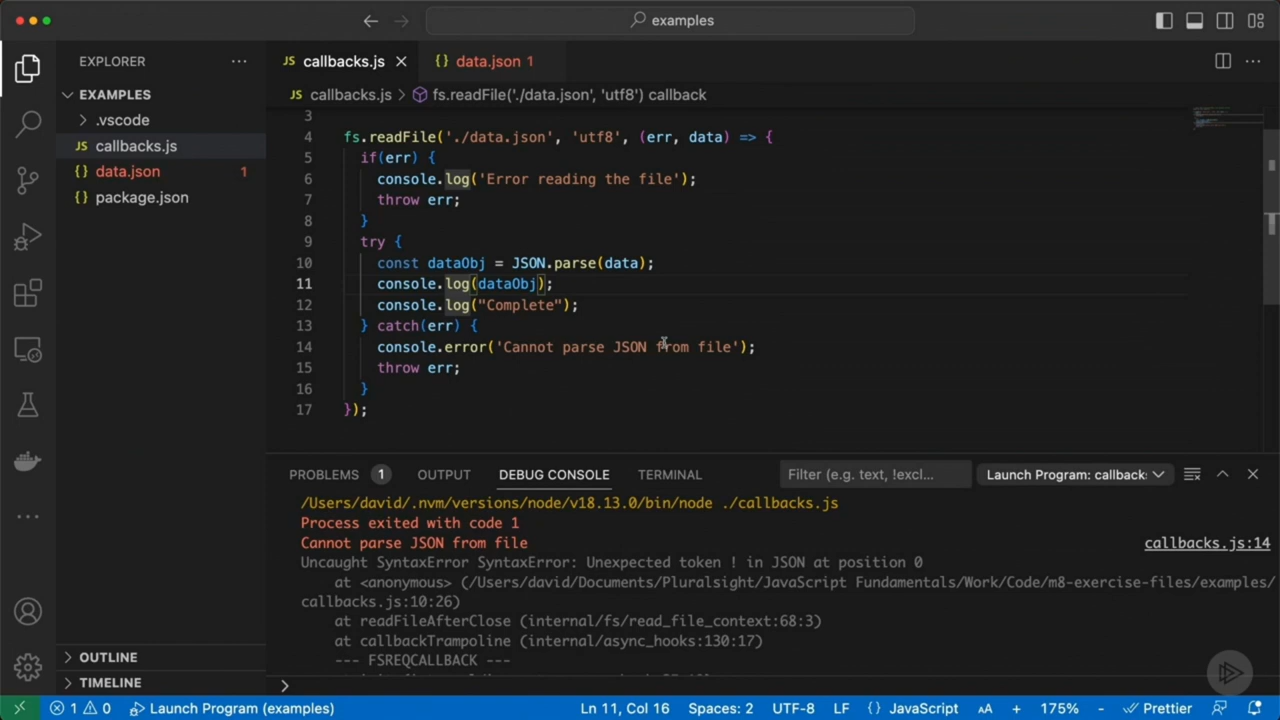 examples
EXPLORER
JS callbacks.js
{} data.json 1
EXAMPLES
JS callbacks.js > fs.readFile('./data.json', 'utf8') callback
.vscode
JS callbacks.js
{} data.json 1
{} package.json
3
4 fs.readFile('./data.json', 'utf8', (err, data) => {
5 if(err) {
6 console.log('Error reading the file');
7 throw err;
8 }
9 try {
10 const dataObj = JSON.parse(data);
11 console.log(dataObj);
12 console.log("Complete");
13 } catch(err) {
14 console.error('Cannot parse JSON from file');
15 throw err;
16 }
17 });
PROBLEMS 1 OUTPUT DEBUG CONSOLE TERMINAL Filter (e.g. text, !excl... Launch Program: callback:
/Users/david/.nvm/versions/node/v18.13.0/bin/node ./callbacks.js
Process exited with code 1
Cannot parse JSON from file callbacks.js:14
Uncaught SyntaxError SyntaxError: Unexpected token ! in JSON at position 0
at <anonymous> (/Users/david/Documents/Pluralsight/JavaScript Fundamentals/Work/Code/m8-exercise-files/examples/
callbacks.js:10:26)
at readFileAfterClose (internal/fs/read_file_context:68:3)
at callbackTrampoline (internal/async_hooks:130:17)
--- FSREQCALLBACK ---
>
OUTLINE
TIMELINE
1 0 Launch Program (examples) Ln 11, Col 16 Spaces: 2 UTF-8 LF {} JavaScript AA + 175% - Prettier